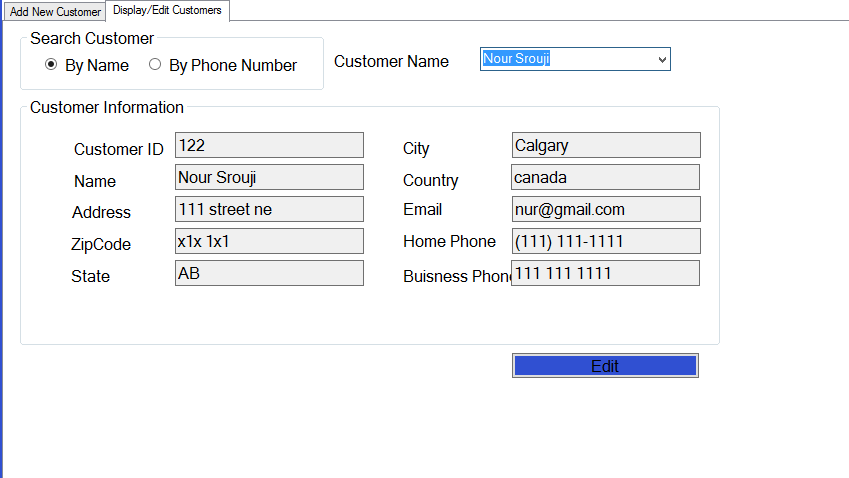 Add New Customer Display/Edit Customers
Search Customer
By Name By Phone Number Customer Name Nour Srouji
Customer Information
Customer ID 122 City Calgary
Name Nour Srouji Country canada
Address 111 street ne Email nur@gmail.com
ZipCode x1x 1x1 Home Phone (111) 111-1111
State AB Buisness Phone 111 111 1111
Edit